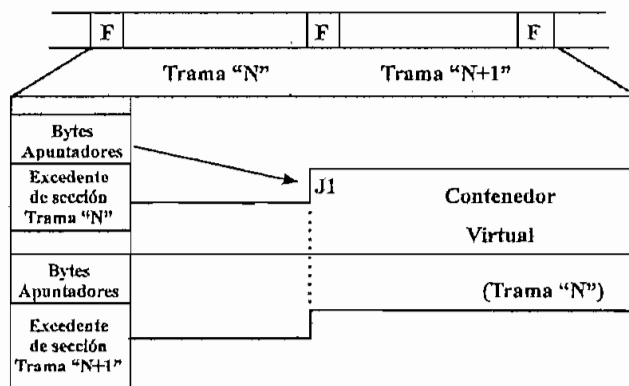 F F F
Trama “N” Trama “N+1”
Bytes
Apuntadores
Excedente
de sección
Trama “N”
J1
Contenedor
Virtual
Bytes
Apuntadores
(Trama “N”)
Excedente
de sección
Trama “N+1”